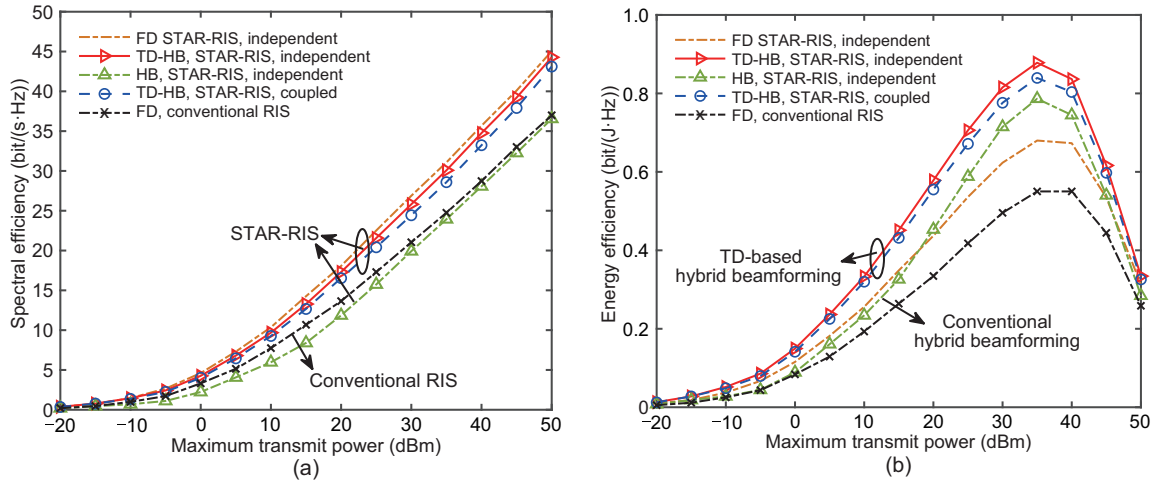 50
45
40
35
30
25
20
15
10
5
0
Spectral efficiency (bit/(s·Hz))
FD STAR-RIS, independent
TD-HB, STAR-RIS, independent
HB, STAR-RIS, independent
TD-HB, STAR-RIS, coupled
FD, conventional RIS
STAR-RIS
Conventional RIS
−20 −10 0 10 20 30 40 50
Maximum transmit power (dBm)
(a)
1.0
0.8
0.6
0.4
0.2
0
Energy efficiency (bit/(J·Hz))
FD STAR-RIS, independent
TD-HB, STAR-RIS, independent
HB, STAR-RIS, independent
TD-HB, STAR-RIS, coupled
FD, conventional RIS
TD-based
hybrid beamforming
Conventional
hybrid beamforming
−20 −10 0 10 20 30 40 50
Maximum transmit power (dBm)
(b)